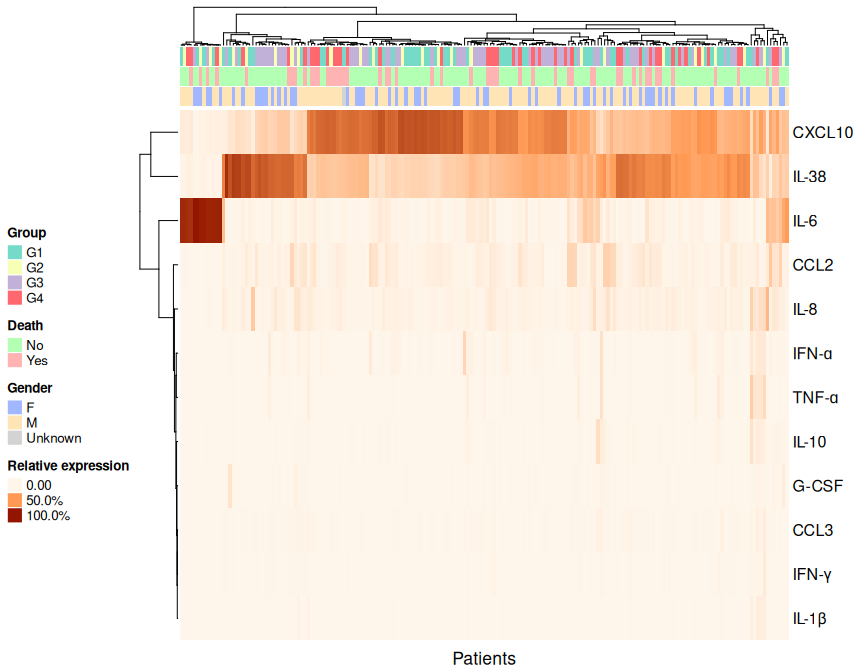 CXCL10
IL-38
IL-6
CCL2
IL-8
IFN-α
TNF-α
IL-10
G-CSF
CCL3
IFN-γ
IL-1β
Group
G1
G2
G3
G4
Death
No
Yes
Gender
F
M
Unknown
Relative expression
0.00
50.0%
100.0%
Patients